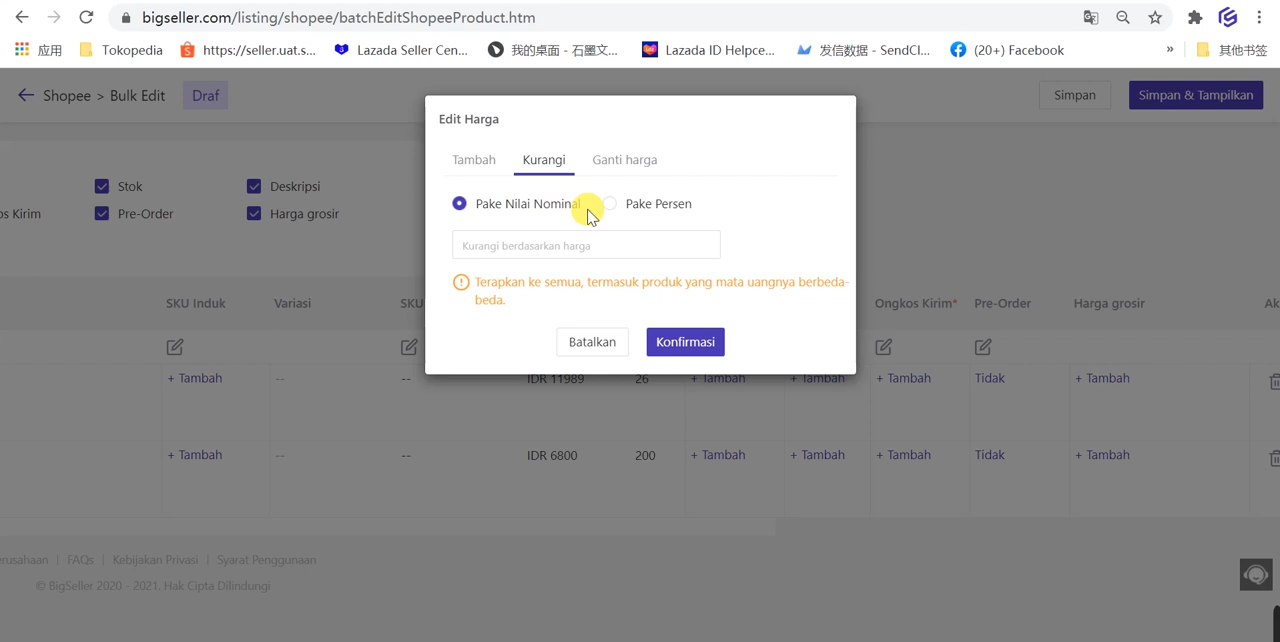 bigseller.com/listing/shopee/batchEditShopeeProduct.htm
应用 Tokopedia https://seller.uat.s... Lazada Seller Cen... 我的桌面 - 石墨文... Lazada ID Helpce... 发信数据 - SendCl... (20+) Facebook » 其他书签
Shopee > Bulk Edit Draf Simpan Simpan & Tampilkan
Edit Harga
Tambah Kurangi Ganti harga
Stok Deskripsi
Pake Nilai Nominal Pake Persen
os Kirim Pre-Order Harga grosir
Kurangi berdasarkan harga
Terapkan ke semua, termasuk produk yang mata uangnya berbeda-
beda.
SKU Induk Variasi SKU Ongkos Kirim* Pre-Order Harga grosir Ak
Batalkan Konfirmasi
+ Tambah -- -- IDR 11989 26 + Tambah + Tambah + Tambah Tidak + Tambah
+ Tambah -- -- IDR 6800 200 + Tambah + Tambah + Tambah Tidak + Tambah
erusahaan | FAQs | Kebijakan Privasi | Syarat Penggunaan
© BigSeller 2020 - 2021. Hak Cipta Dilindungi